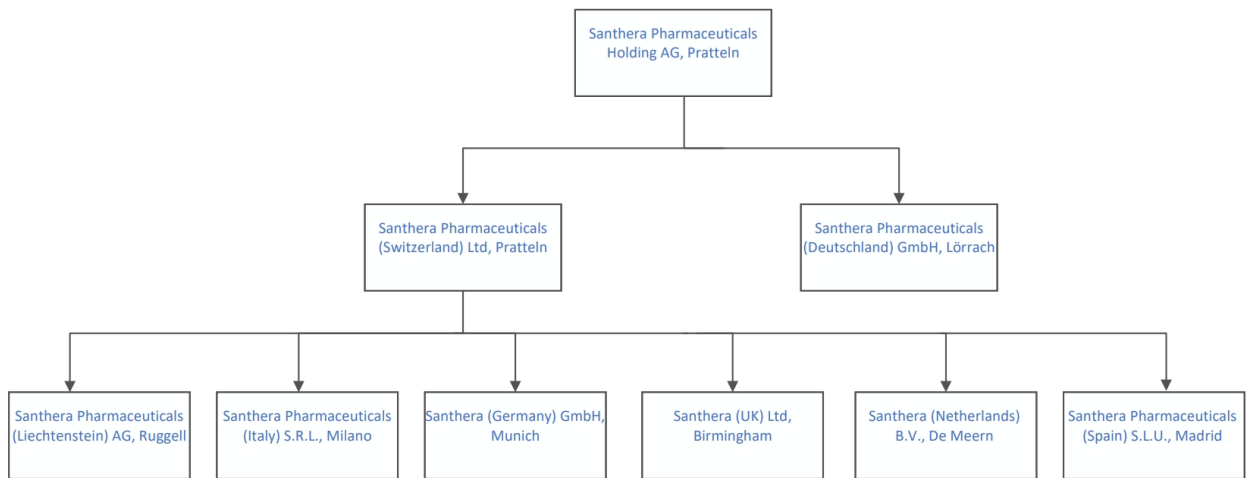 Santhera Pharmaceuticals
Holding AG, Pratteln
Santhera Pharmaceuticals
(Switzerland) Ltd, Pratteln
Santhera Pharmaceuticals
(Deutschland) GmbH, Lörrach
Santhera Pharmaceuticals
(Liechtenstein) AG, Ruggell
Santhera Pharmaceuticals
(Italy) S.R.L., Milano
Santhera (Germany) GmbH,
Munich
Santhera (UK) Ltd,
Birmingham
Santhera (Netherlands)
B.V., De Meern
Santhera Pharmaceuticals
(Spain) S.L.U., Madrid